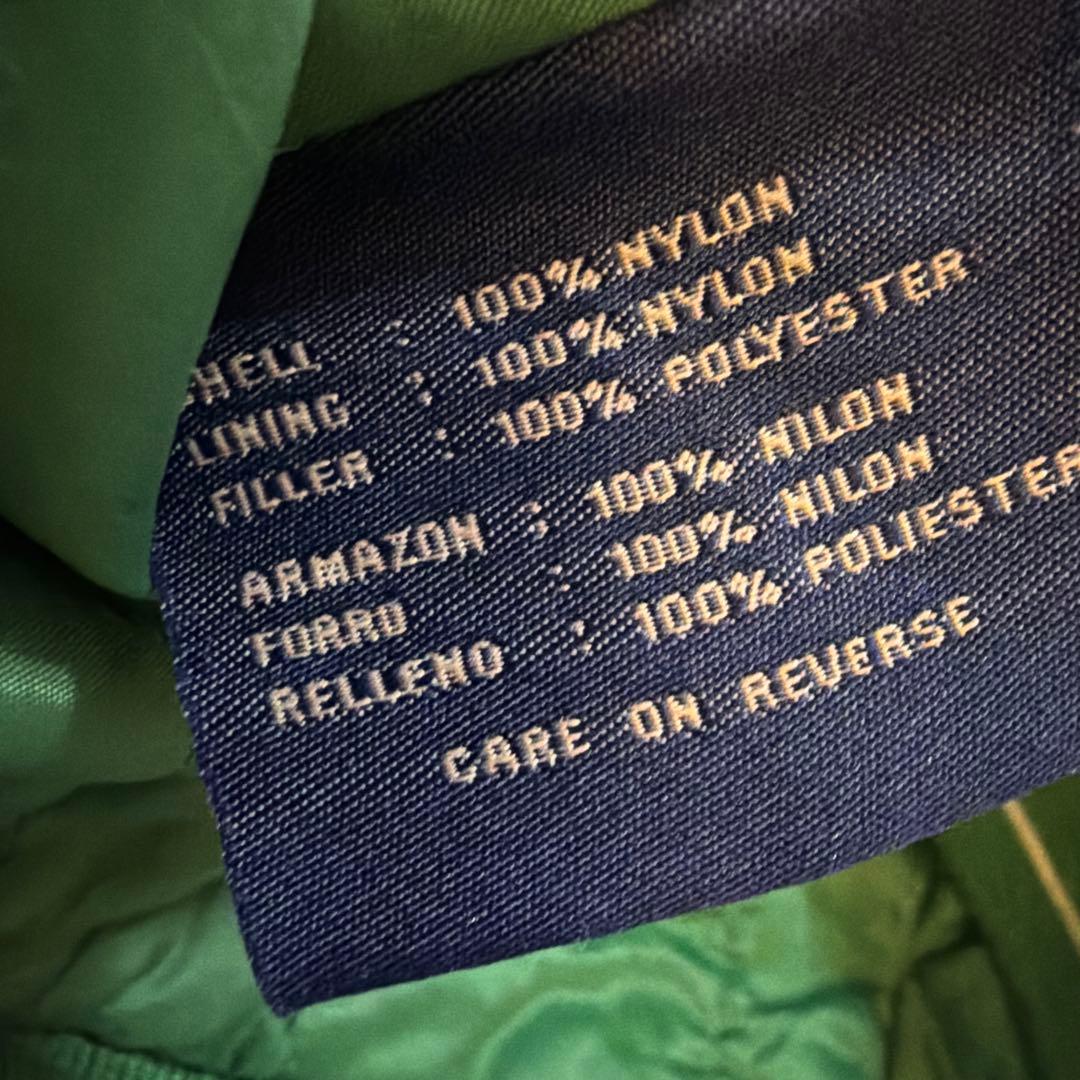 SHELL : 100% NYLON
LINING : 100% NYLON
FILLER : 100% POLYESTER
ARMAZON : 100% NILON
FORRO : 100% NILON
RELLENO : 100% POLIESTER
CARE ON REVERSE